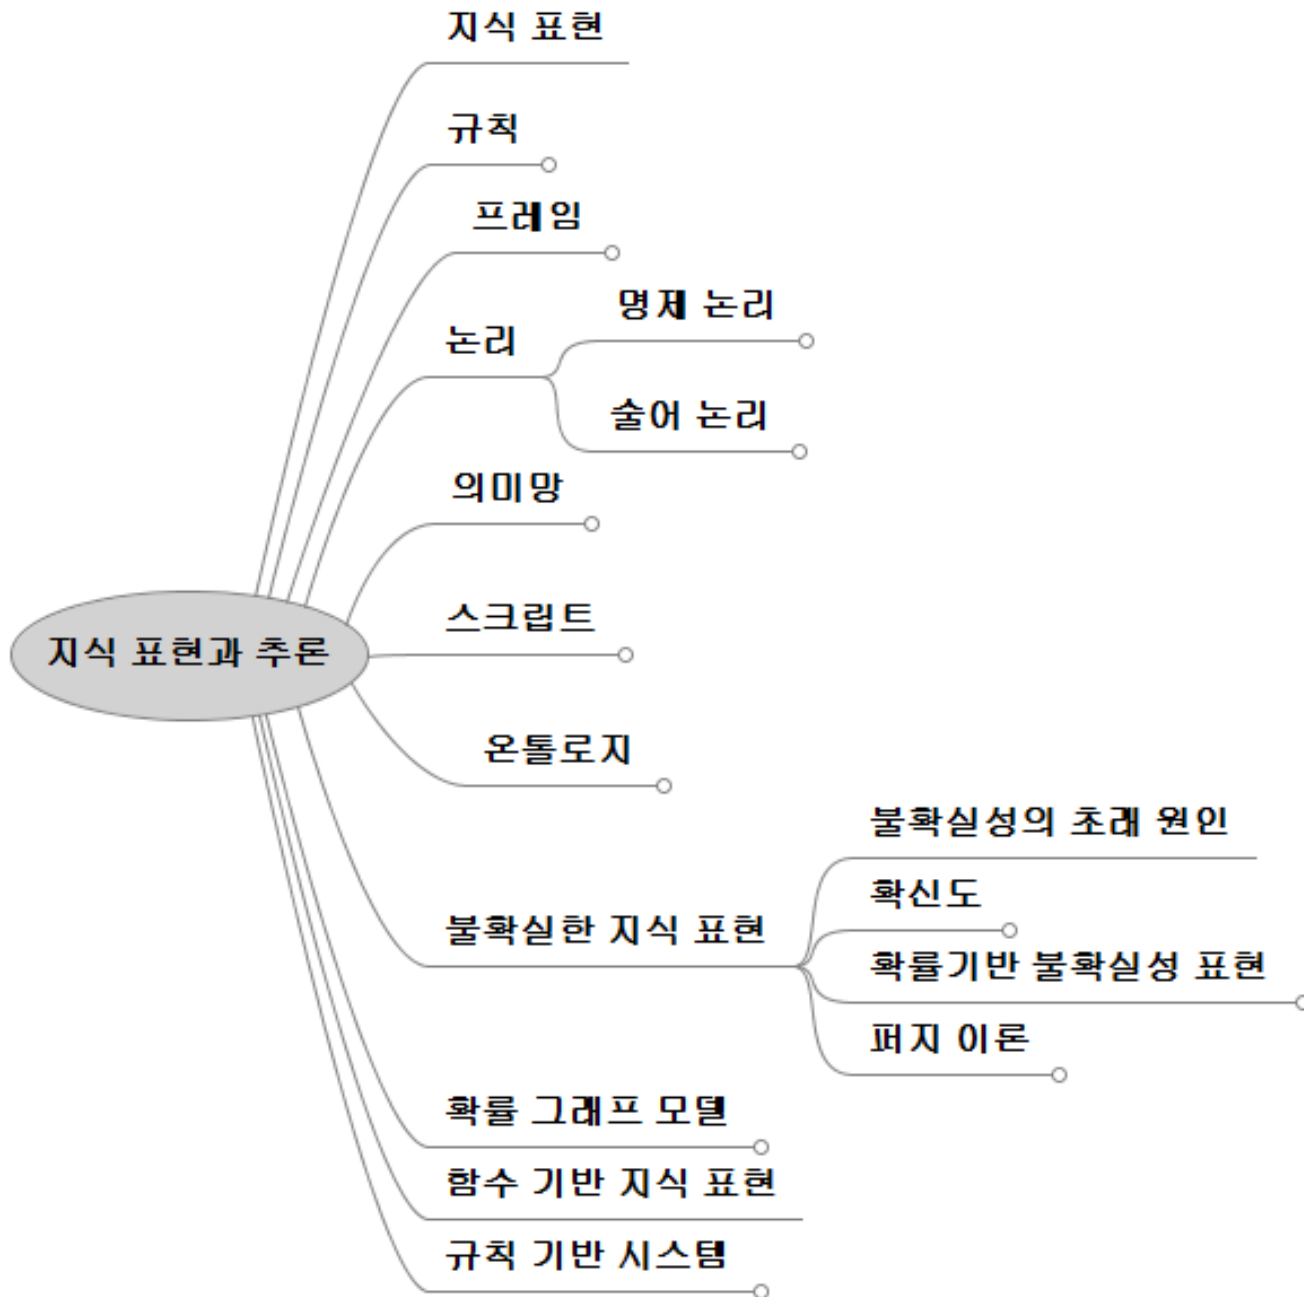 지식 표현
규칙
프레임
논리
명제 논리
술어 논리
의미망
스크립트
지식 표현과 추론
온톨로지
불확실한 지식 표현
불확실성의 초래 원인
확신도
확률기반 불확실성 표현
퍼지 이론
확률 그래프 모델
함수 기반 지식 표현
규칙 기반 시스템